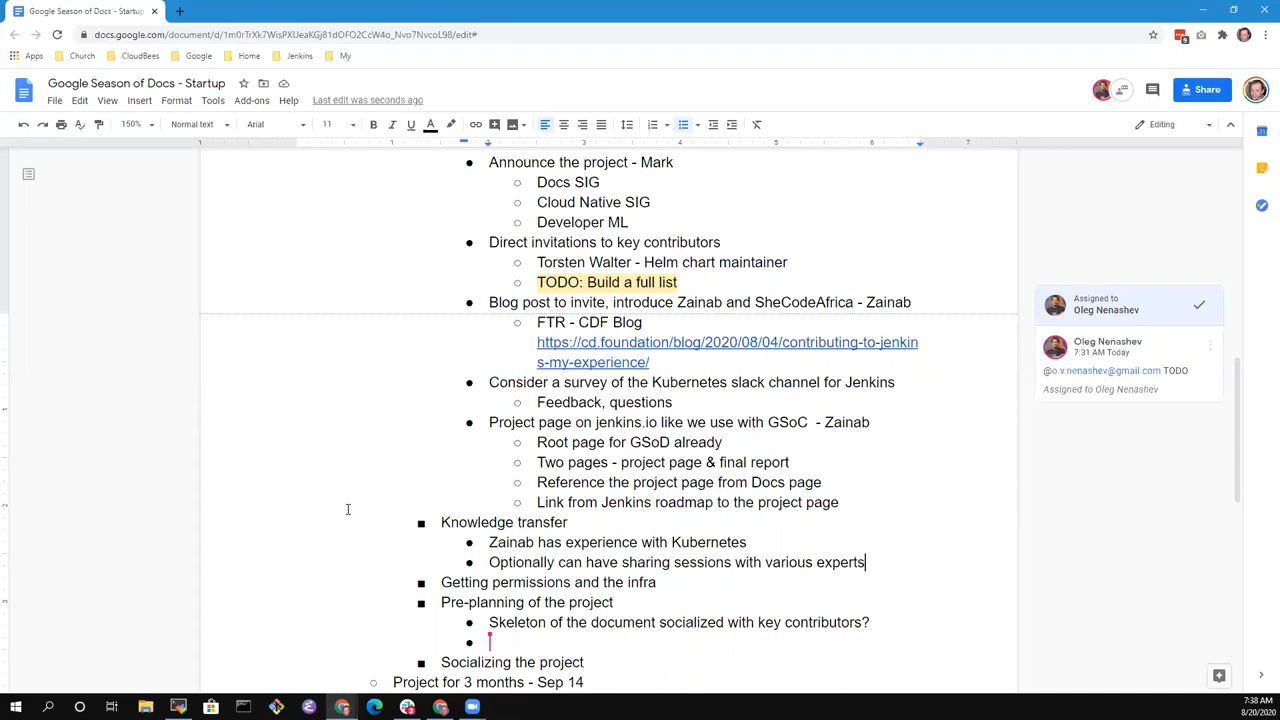 Google Season of Docs - Startup
docs.google.com/document/d/1m0rTrXk7WisPXUeaKGj81dOFO2CcW4o_Nvo7NvcoL98/edit#
Apps Church CloudBees Google Home Jenkins My
Google Season of Docs - Startup
File Edit View Insert Format Tools Add-ons Help Last edit was seconds ago
Share
150% Normal text Arial 11 Editing
1 1 2 3 4 5 6 7
● Announce the project - Mark
○ Docs SIG
○ Cloud Native SIG
○ Developer ML
● Direct invitations to key contributors
○ Torsten Walter - Helm chart maintainer
○ TODO: Build a full list
● Blog post to invite, introduce Zainab and SheCodeAfrica - Zainab
○ FTR - CDF Blog
https://cd.foundation/blog/2020/08/04/contributing-to-jenkin
s-my-experience/
● Consider a survey of the Kubernetes slack channel for Jenkins
○ Feedback, questions
● Project page on jenkins.io like we use with GSoC - Zainab
○ Root page for GSoD already
○ Two pages - project page & final report
○ Reference the project page from Docs page
○ Link from Jenkins roadmap to the project page
■ Knowledge transfer
● Zainab has experience with Kubernetes
● Optionally can have sharing sessions with various experts
■ Getting permissions and the infra
■ Pre-planning of the project
● Skeleton of the document socialized with key contributors?
●
■ Socializing the project
○ Project for 3 months - Sep 14
Assigned to
Oleg Nenashev
Oleg Nenashev
7:31 AM Today
@o.v.nenashev@gmail.com TODO
Assigned to Oleg Nenashev
7:38 AM
8/20/2020